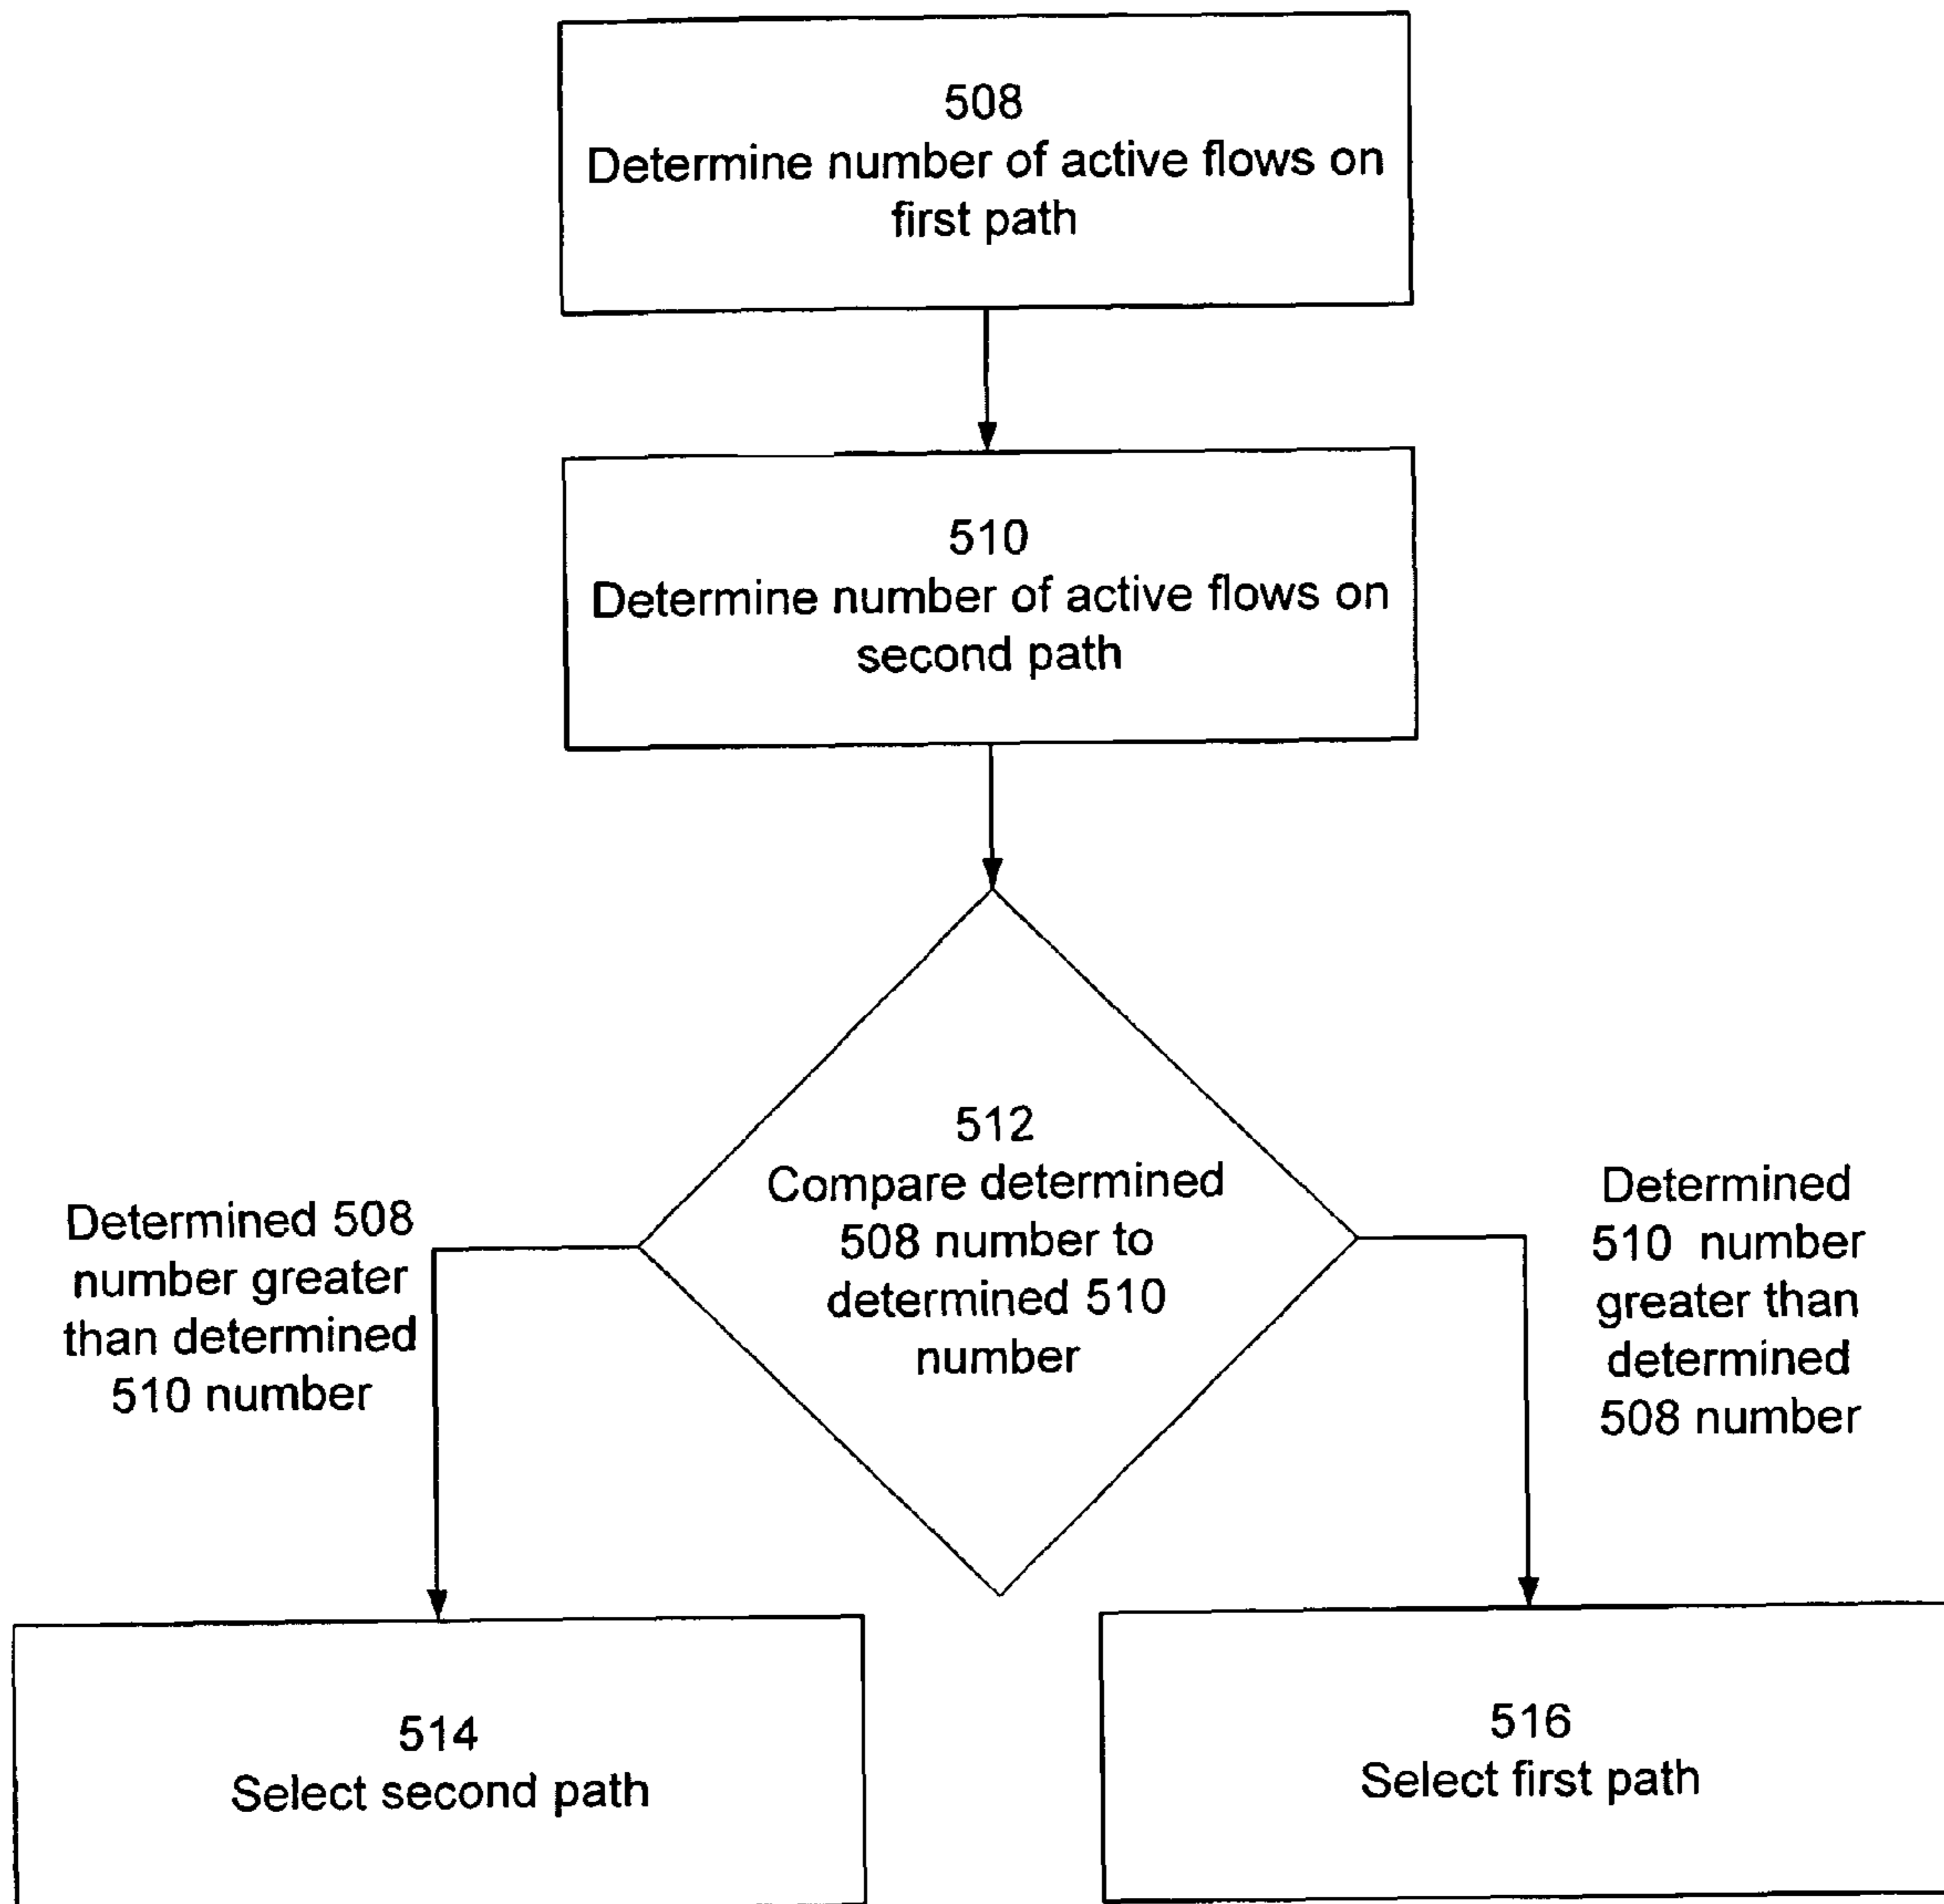 508
Determine number of active flows on
first path
510
Determine number of active flows on
second path
512
Compare determined
508 number to
determined 510
number
Determined 508
number greater
than determined
510 number
Determined
510 number
greater than
determined
508 number
514
Select second path
516
Select first path